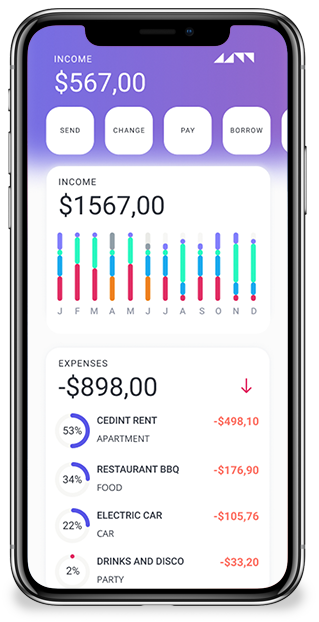 INCOME
$567,00
SEND
CHANGE
PAY
BORROW
INCOME
$1567,00
J F M A M J J A S O N D
EXPENSES
-$898,00
53%
CEDINT RENT
-$498,10
APARTMENT
34%
RESTAURANT BBQ
-$176,90
FOOD
22%
ELECTRIC CAR
-$105,76
CAR
2%
DRINKS AND DISCO
-$33,20
PARTY